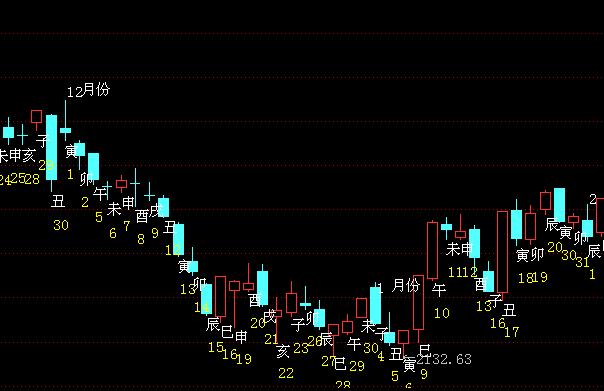 12月份
未 申 亥 子
24 25 28 29
丑
30
寅
1
卯
2
午
5
未
6
申
7
酉
8
戌
9
丑
12
寅
13
卯
14
辰
15
巳
16
申
19
酉
20
戌
21
亥
22
子
23
卯
26
辰
27
巳
28
午
29
未
30
1月份
子
4
丑
5
寅
6
2132.63
巳
9
午
10
未 申
11 12
酉
13
子
16
丑
17
寅 卯
18 19
辰
20
寅
30
卯
31
2
辰
1